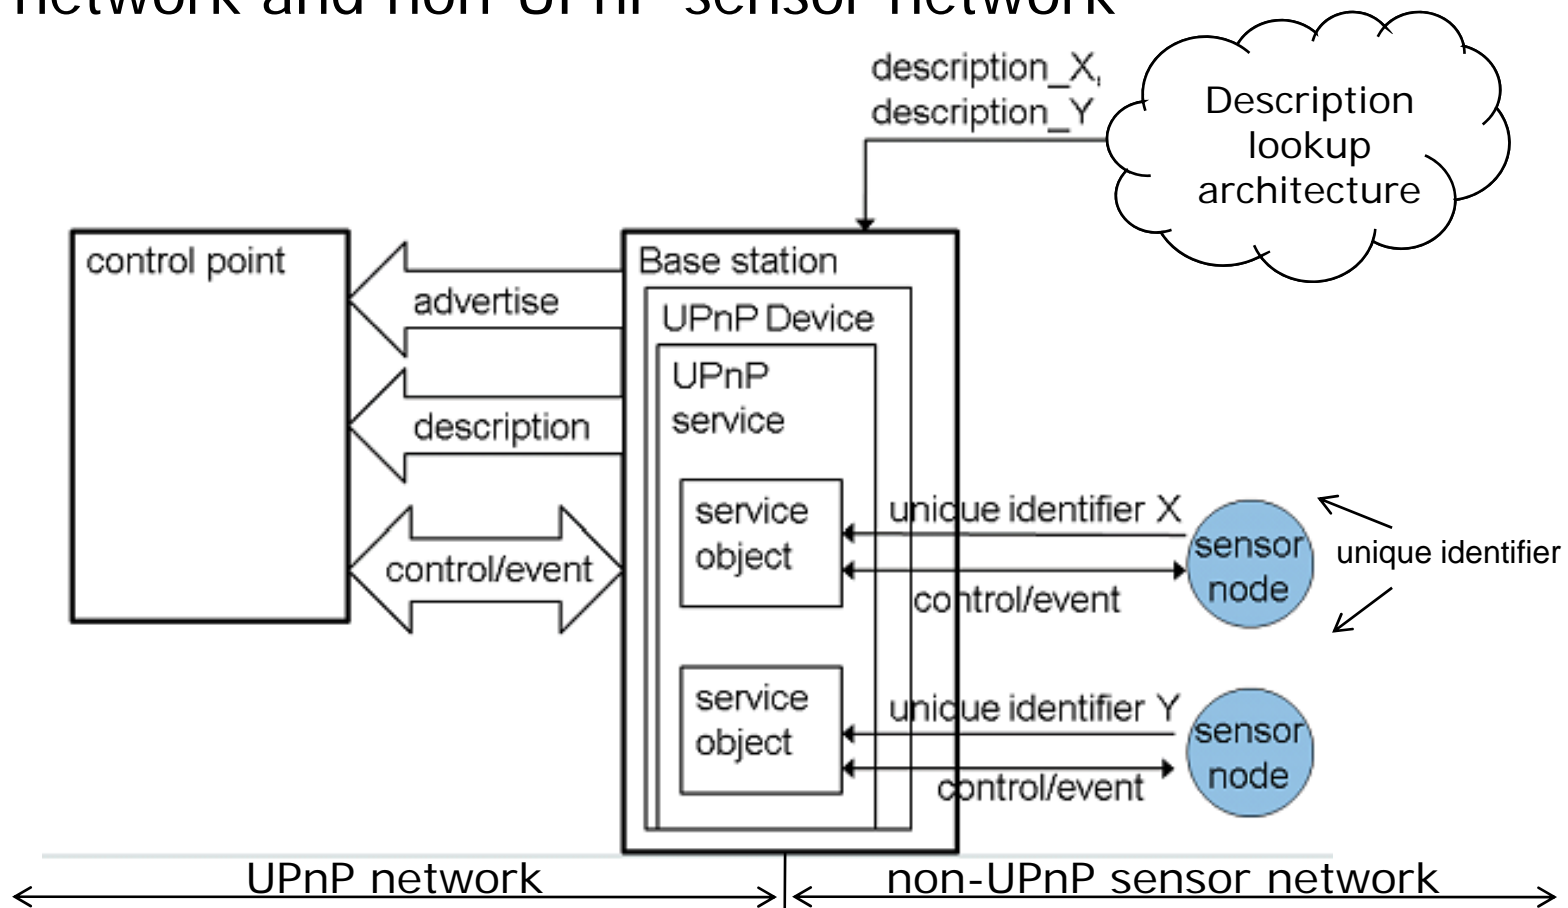 network and non-UPnP sensor network
description_X,
description_Y
Description
lookup
architecture
control point
advertise
description
control/event
Base station
UPnP Device
UPnP
service
service
object
unique identifier X
control/event
sensor
node
unique identifier
service
object
unique identifier Y
control/event
sensor
node
UPnP network
non-UPnP sensor network